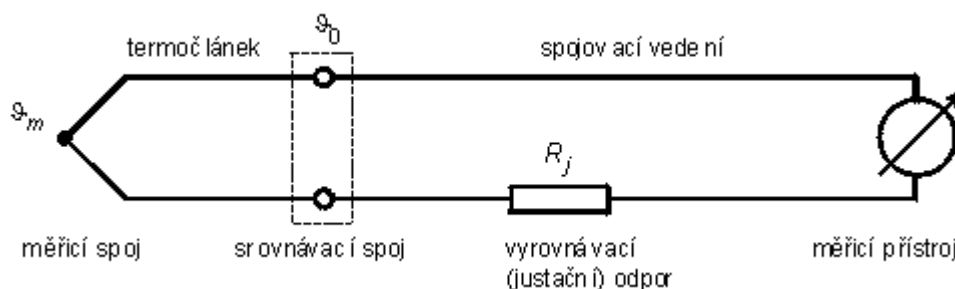 ϑ0
termočlánek
spojovací vedení
ϑm
Rj
měřicí spoj
srovnávací spoj
vyrovnávací
(justační) odpor
měřicí přístroj